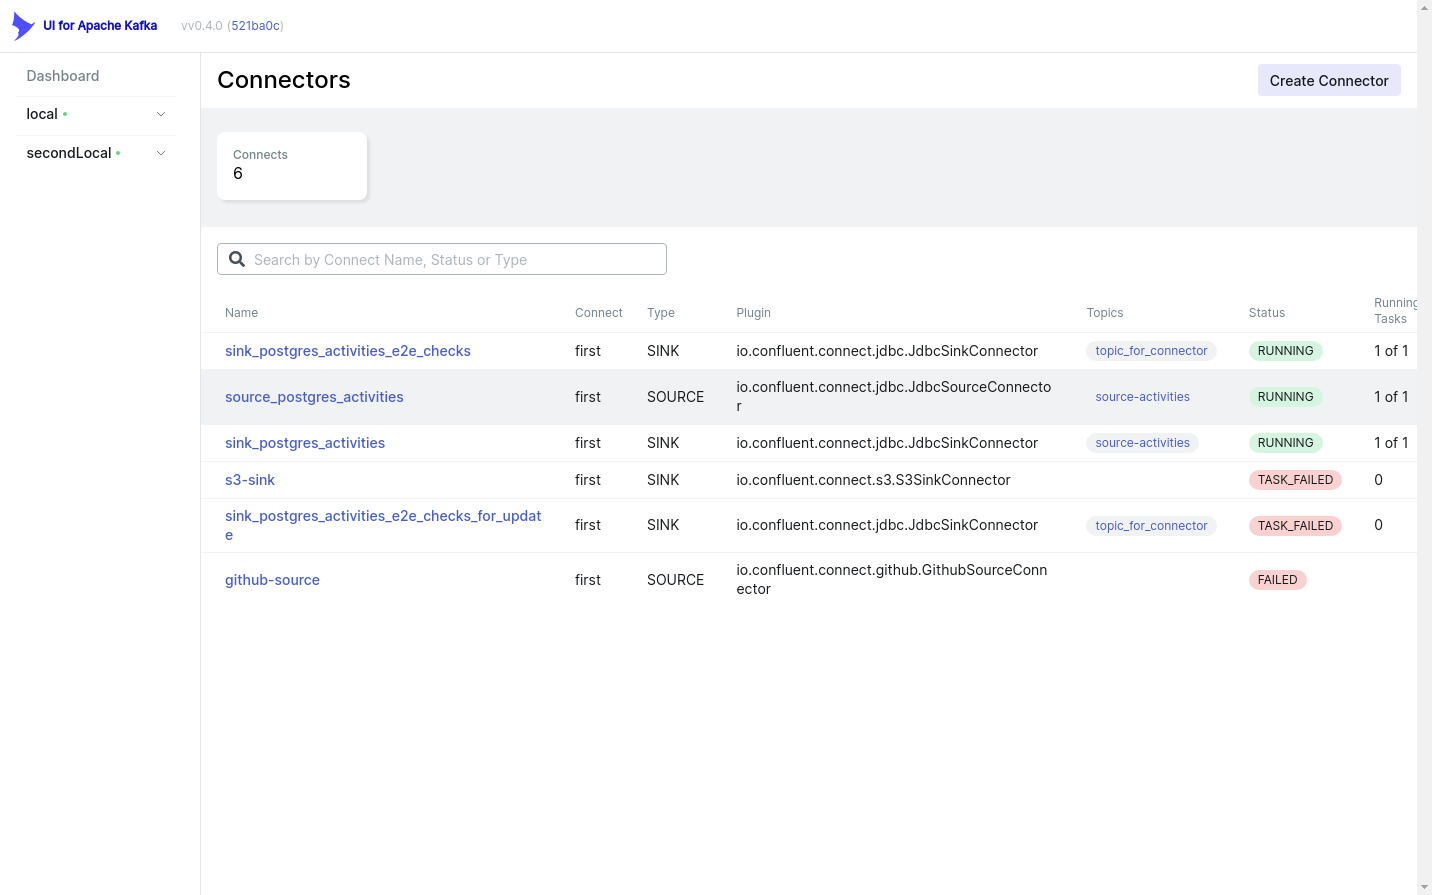 UI for Apache Kafka vv0.4.0 (521ba0c)
Dashboard
local
secondLocal
Connectors
Create Connector
Connects
6
Search by Connect Name, Status or Type
Name Connect Type Plugin Topics Status Running
Tasks
sink_postgres_activities_e2e_checks first SINK io.confluent.connect.jdbc.JdbcSinkConnector topic_for_connector RUNNING 1 of 1
source_postgres_activities first SOURCE io.confluent.connect.jdbc.JdbcSourceConnecto
r source-activities RUNNING 1 of 1
sink_postgres_activities first SINK io.confluent.connect.jdbc.JdbcSinkConnector source-activities RUNNING 1 of 1
s3-sink first SINK io.confluent.connect.s3.S3SinkConnector TASK_FAILED 0
sink_postgres_activities_e2e_checks_for_updat
e first SINK io.confluent.connect.jdbc.JdbcSinkConnector topic_for_connector TASK_FAILED 0
github-source first SOURCE io.confluent.connect.github.GithubSourceConn
ector FAILED